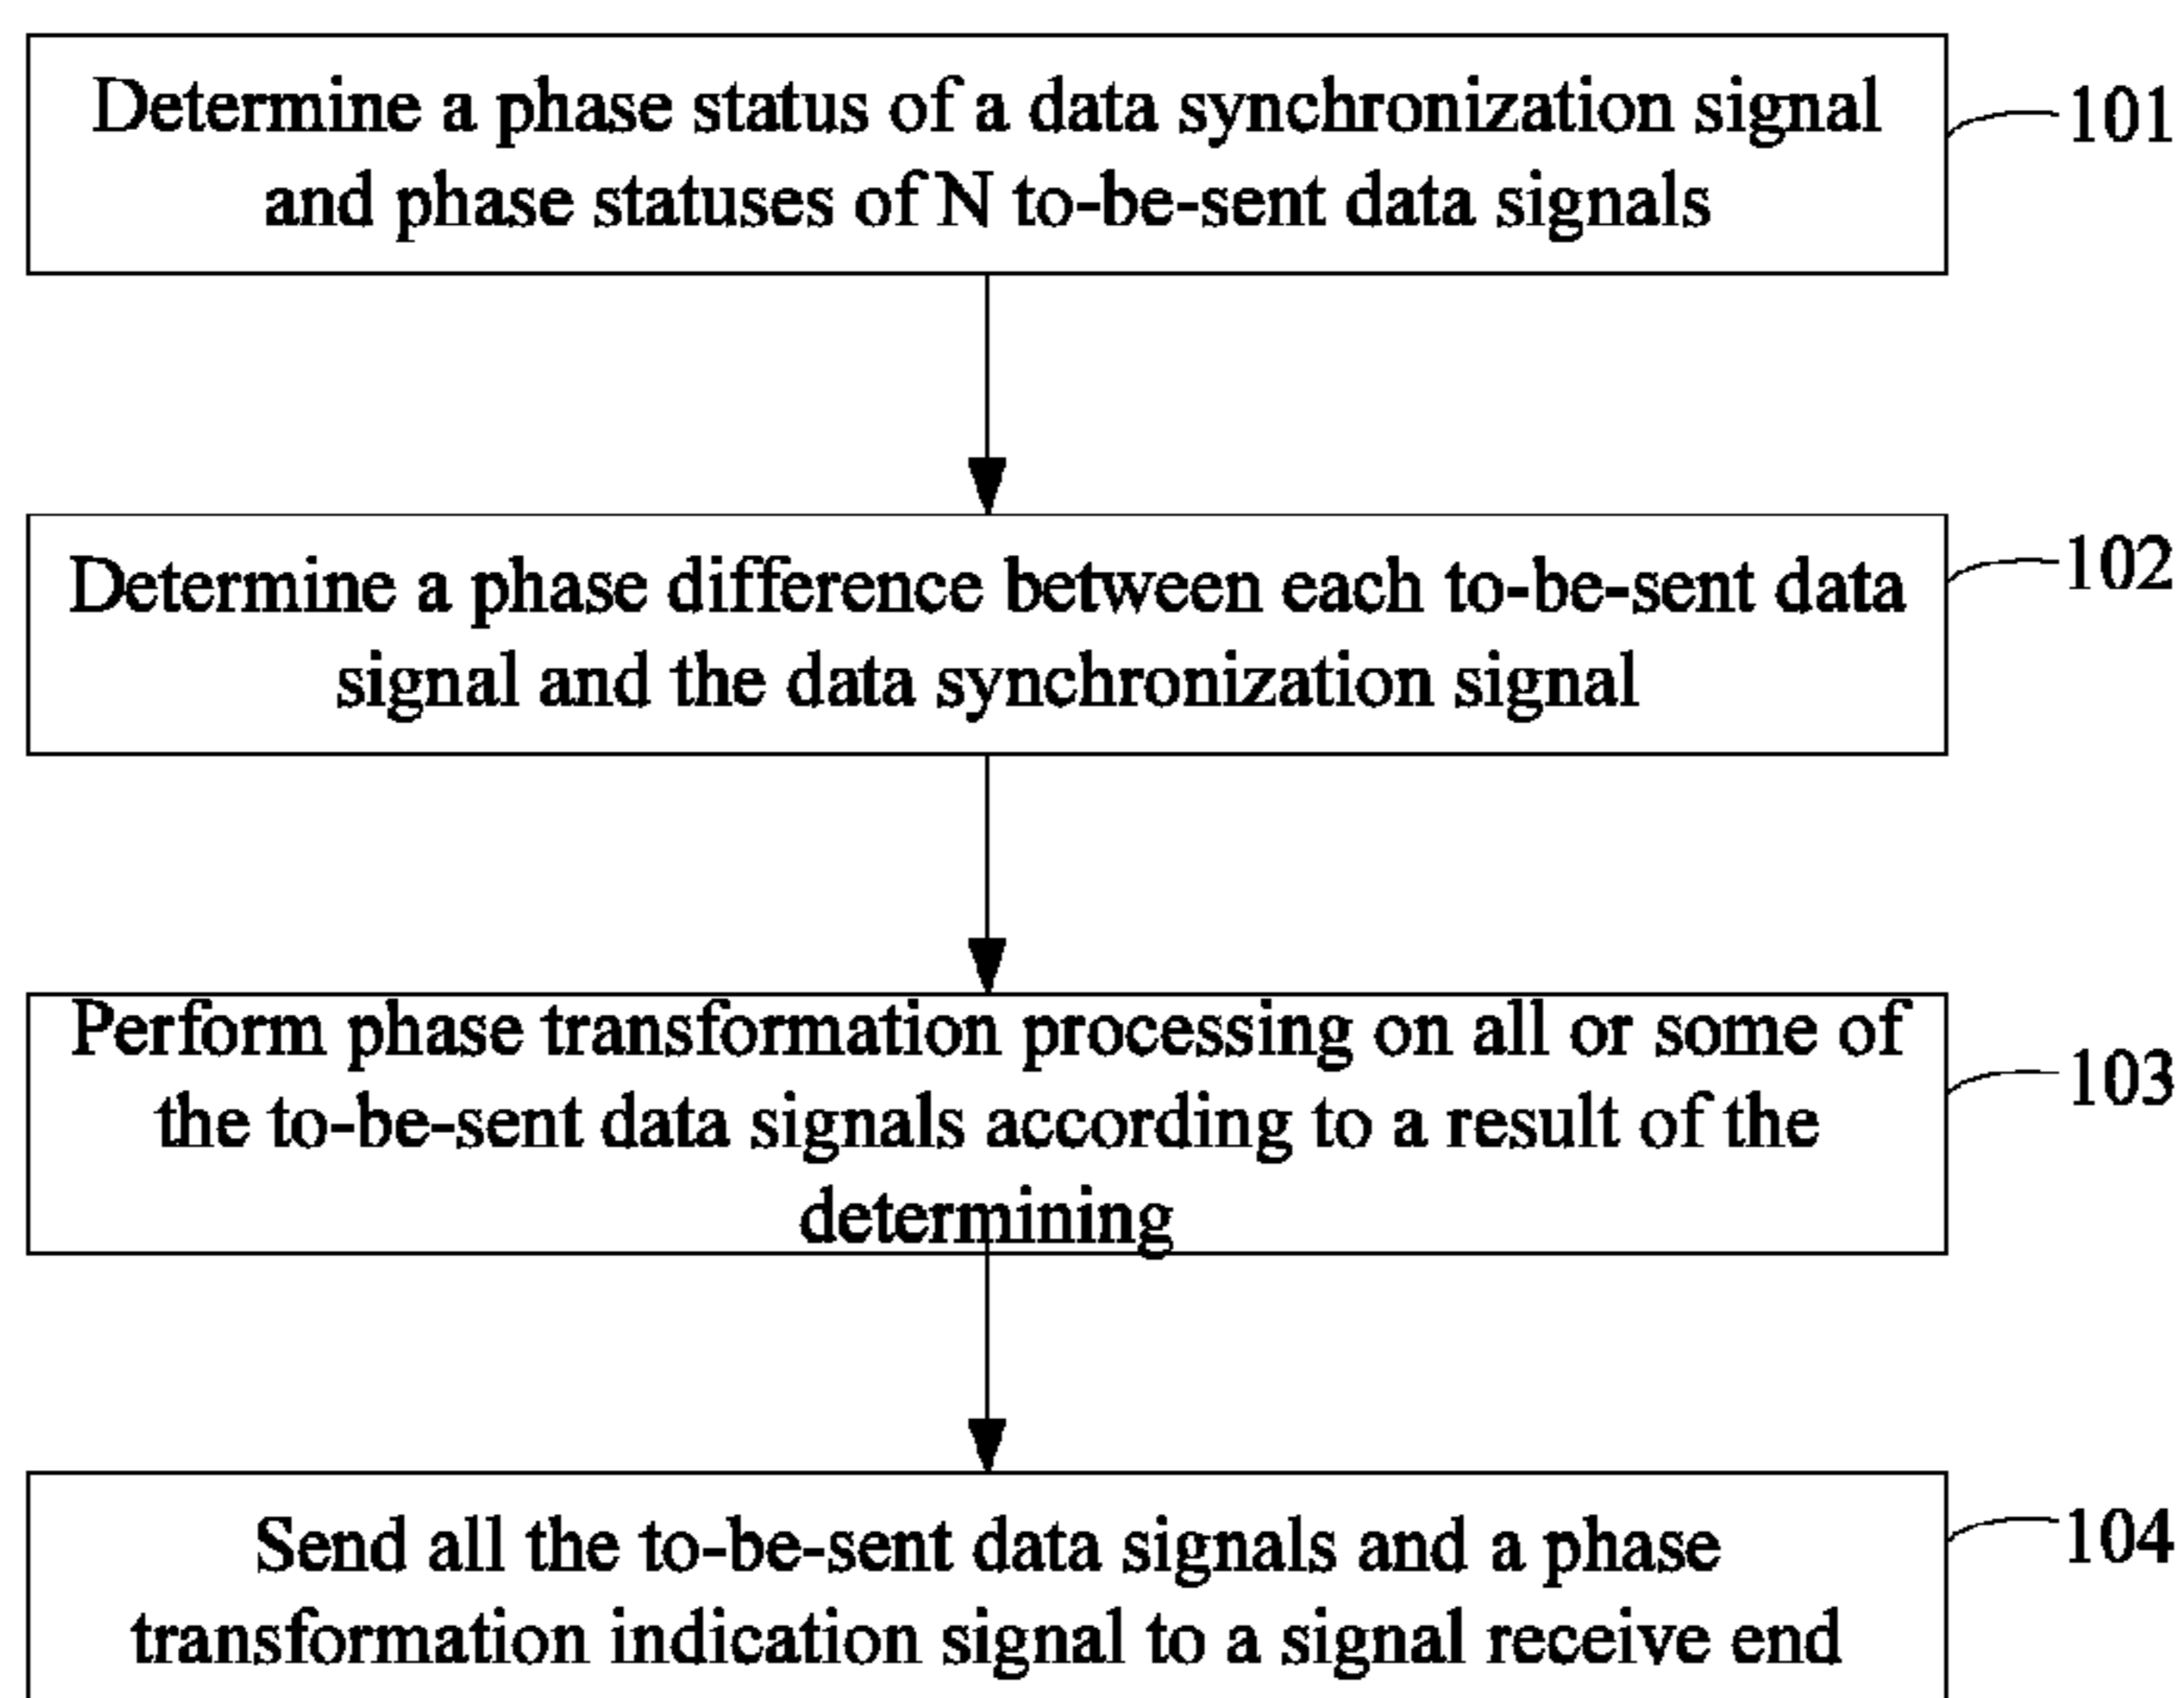 Determine a phase status of a data synchronization signal
and phase statuses of N to-be-sent data signals
101
Determine a phase difference between each to-be-sent data
signal and the data synchronization signal
102
Perform phase transformation processing on all or some of
the to-be-sent data signals according to a result of the
determining
103
Send all the to-be-sent data signals and a phase
transformation indication signal to a signal receive end
104